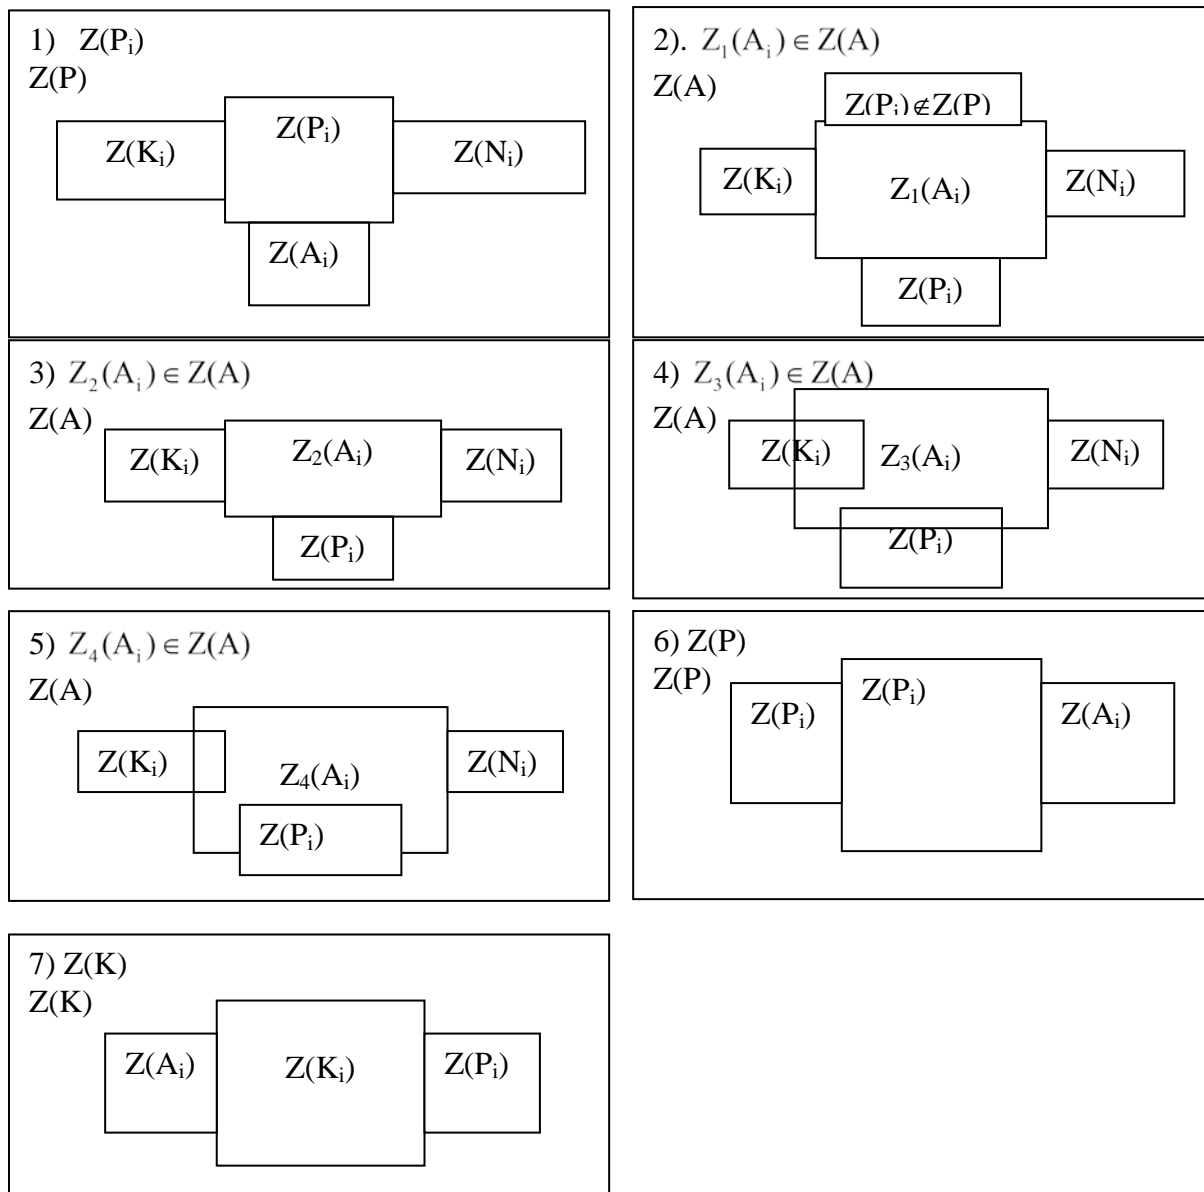 1) Z(Pᵢ)
Z(P)
Z(Pᵢ)
Z(Kᵢ)
Z(Nᵢ)
Z(Aᵢ)
2). Z₁(Aᵢ)∈Z(A)
Z(A)
Z(Pᵢ)∉Z(P)
Z(Kᵢ)
Z₁(Aᵢ)
Z(Nᵢ)
Z(Pᵢ)
3) Z₂(Aᵢ)∈Z(A)
Z(A)
Z(Kᵢ)
Z₂(Aᵢ)
Z(Nᵢ)
Z(Pᵢ)
4) Z₃(Aᵢ)∈Z(A)
Z(A)
Z(Kᵢ)
Z₃(Aᵢ)
Z(Nᵢ)
Z(Pᵢ)
5) Z₄(Aᵢ)∈Z(A)
Z(A)
Z(Kᵢ)
Z₄(Aᵢ)
Z(Nᵢ)
Z(Pᵢ)
6) Z(P)
Z(P)
Z(Pᵢ)
Z(Pᵢ)
Z(Aᵢ)
7) Z(K)
Z(K)
Z(Aᵢ)
Z(Kᵢ)
Z(Pᵢ)